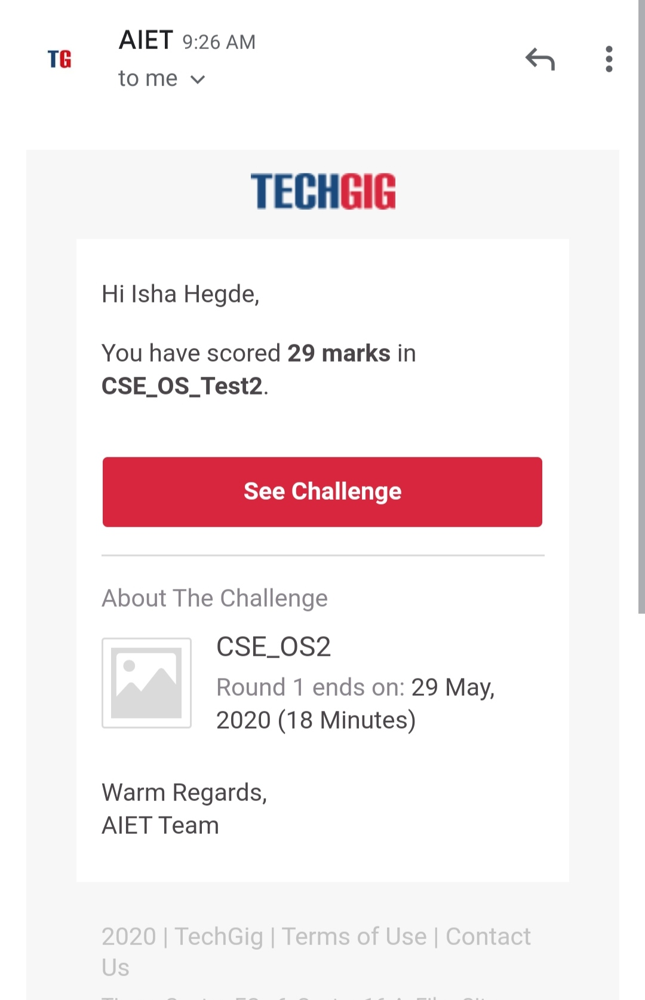 AIET 9:26 AM
TG
to me
TECHGIG
Hi Isha Hegde,
You have scored 29 marks in
CSE_OS_Test2.
See Challenge
About The Challenge
CSE_OS2
Round 1 ends on: 29 May,
2020 (18 Minutes)
Warm Regards,
AIET Team
2020 | TechGig | Terms of Use | Contact
Us